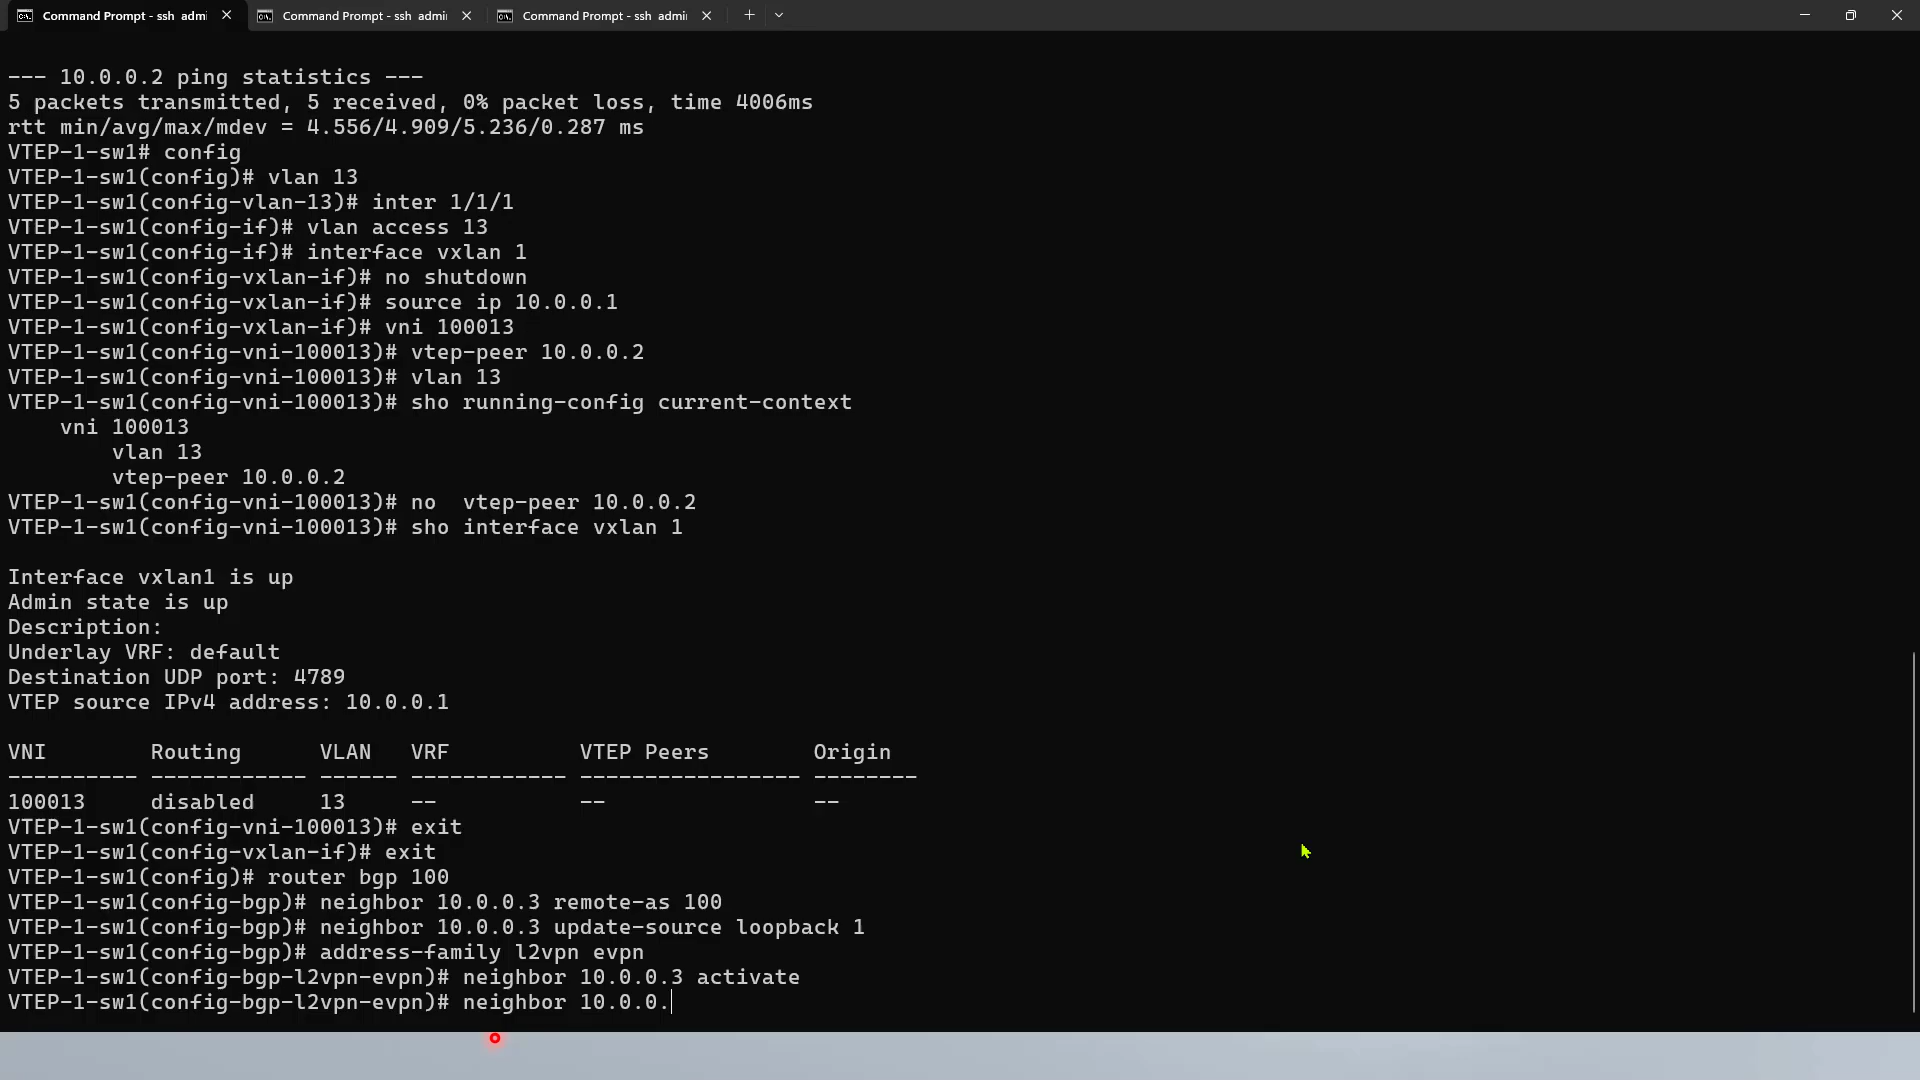 Command Prompt - ssh admi
Command Prompt - ssh admi
Command Prompt - ssh admi
--- 10.0.0.2 ping statistics ---
5 packets transmitted, 5 received, 0% packet loss, time 4006ms
rtt min/avg/max/mdev = 4.556/4.909/5.236/0.287 ms
VTEP-1-sw1# config
VTEP-1-sw1(config)# vlan 13
VTEP-1-sw1(config-vlan-13)# inter 1/1/1
VTEP-1-sw1(config-if)# vlan access 13
VTEP-1-sw1(config-if)# interface vxlan 1
VTEP-1-sw1(config-vxlan-if)# no shutdown
VTEP-1-sw1(config-vxlan-if)# source ip 10.0.0.1
VTEP-1-sw1(config-vxlan-if)# vni 100013
VTEP-1-sw1(config-vni-100013)# vtep-peer 10.0.0.2
VTEP-1-sw1(config-vni-100013)# vlan 13
VTEP-1-sw1(config-vni-100013)# sho running-config current-context
    vni 100013
        vlan 13
        vtep-peer 10.0.0.2
VTEP-1-sw1(config-vni-100013)# no  vtep-peer 10.0.0.2
VTEP-1-sw1(config-vni-100013)# sho interface vxlan 1
Interface vxlan1 is up
Admin state is up
Description:
Underlay VRF: default
Destination UDP port: 4789
VTEP source IPv4 address: 10.0.0.1
VNI        Routing      VLAN   VRF          VTEP Peers        Origin
---------- ------------ ------ ------------ ----------------- --------
100013     disabled     13     --           --                --
VTEP-1-sw1(config-vni-100013)# exit
VTEP-1-sw1(config-vxlan-if)# exit
VTEP-1-sw1(config)# router bgp 100
VTEP-1-sw1(config-bgp)# neighbor 10.0.0.3 remote-as 100
VTEP-1-sw1(config-bgp)# neighbor 10.0.0.3 update-source loopback 1
VTEP-1-sw1(config-bgp)# address-family l2vpn evpn
VTEP-1-sw1(config-bgp-l2vpn-evpn)# neighbor 10.0.0.3 activate
VTEP-1-sw1(config-bgp-l2vpn-evpn)# neighbor 10.0.0.